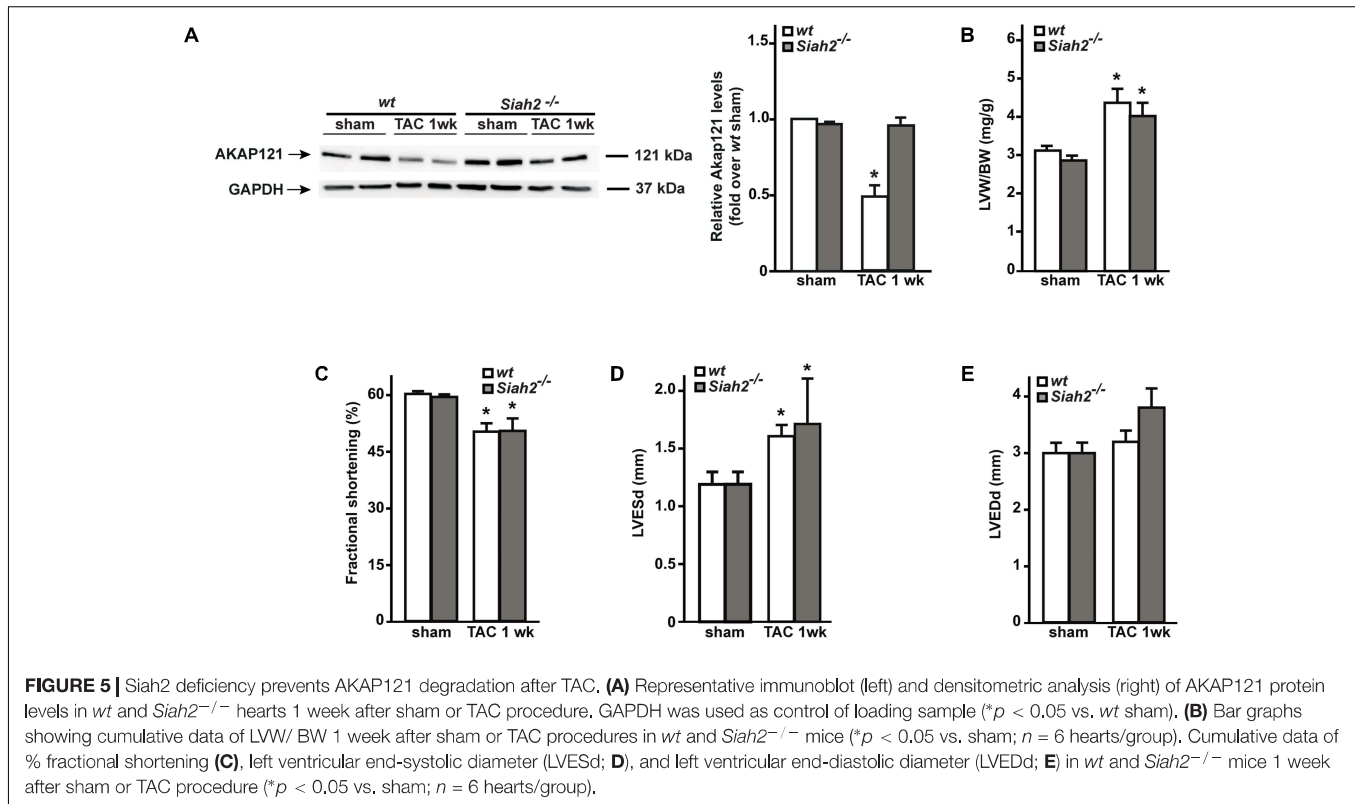 A
wt Siah2 -/-
sham TAC 1wk sham TAC 1wk
AKAP121 121 kDa
GAPDH 37 kDa
Relative Akap121 levels
(fold over wt sham)
1.5
1.0
0.5
0
wt
Siah2-/-
*
sham TAC 1 wk
B
LVW/BW (mg/g)
6
5
4
3
2
1
0
wt
Siah2-/-
* *
sham TAC 1 wk
C
Fractional shortening (%)
60
45
30
15
0
wt
Siah2-/-
* *
sham TAC 1 wk
D
LVESd (mm)
2.0
1.5
1.0
0.5
0
wt
Siah2-/-
* *
sham TAC 1wk
E
LVEDd (mm)
4
3
2
1
0
wt
Siah2-/-
sham TAC 1wk
FIGURE 5 | Siah2 deficiency prevents AKAP121 degradation after TAC. (A) Representative immunoblot (left) and densitometric analysis (right) of AKAP121 protein
levels in wt and Siah2−/− hearts 1 week after sham or TAC procedure. GAPDH was used as control of loading sample (*p < 0.05 vs. wt sham). (B) Bar graphs
showing cumulative data of LVW/ BW 1 week after sham or TAC procedures in wt and Siah2−/− mice (*p < 0.05 vs. sham; n = 6 hearts/group). Cumulative data of
% fractional shortening (C), left ventricular end-systolic diameter (LVESd; D), and left ventricular end-diastolic diameter (LVEDd; E) in wt and Siah2−/− mice 1 week
after sham or TAC procedure (*p < 0.05 vs. sham; n = 6 hearts/group).